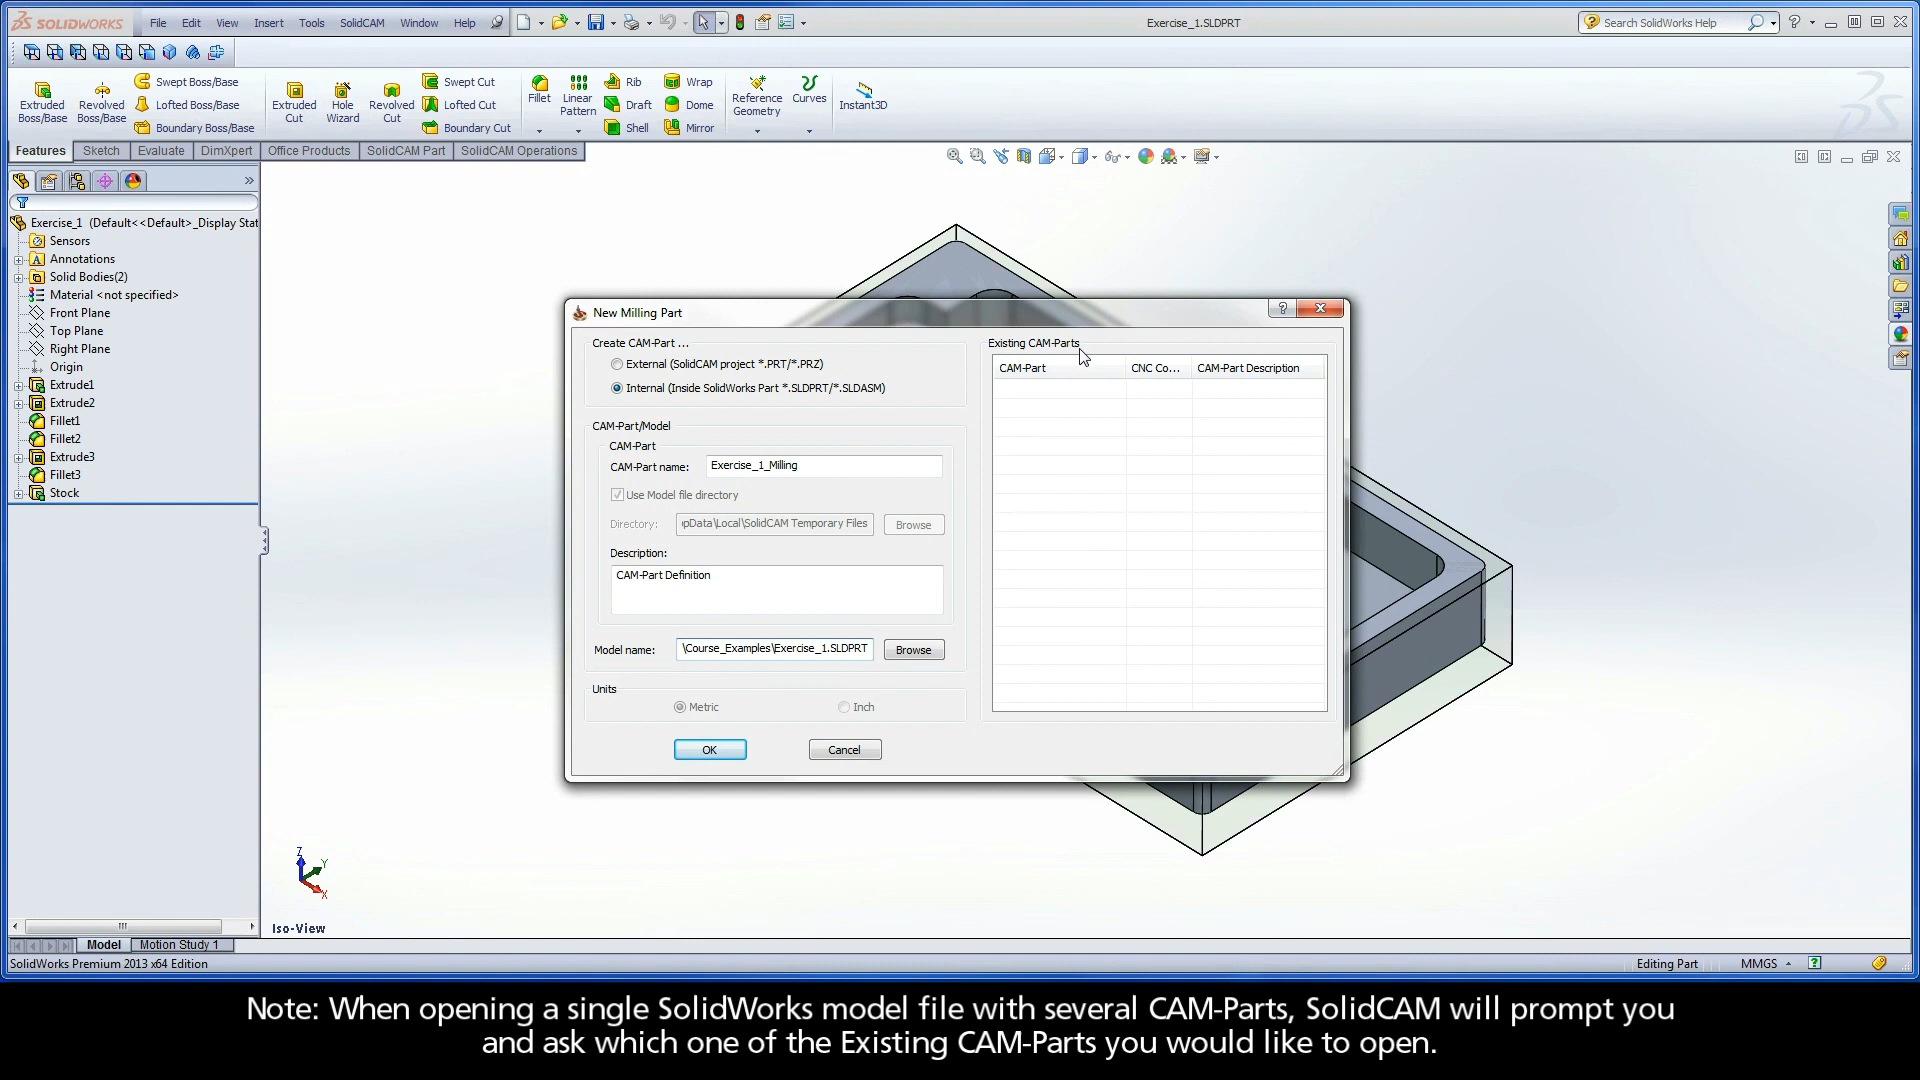 SOLIDWORKS File Edit View Insert Tools SolidCAM Window Help Exercise_1.SLDPRT Search SolidWorks Help
Extruded Boss/Base
Revolved Boss/Base
Swept Boss/Base
Lofted Boss/Base
Boundary Boss/Base
Extruded Cut
Hole Wizard
Revolved Cut
Swept Cut
Lofted Cut
Boundary Cut
Fillet
Linear Pattern
Rib
Draft
Shell
Wrap
Dome
Mirror
Reference Geometry
Curves
Instant3D
Features Sketch Evaluate DimXpert Office Products SolidCAM Part SolidCAM Operations
Exercise_1 (Default<<Default>_Display Stat
Sensors
Annotations
Solid Bodies(2)
Material <not specified>
Front Plane
Top Plane
Right Plane
Origin
Extrude1
Extrude2
Fillet1
Fillet2
Extrude3
Fillet3
Stock
New Milling Part
Create CAM-Part ...
External (SolidCAM project *.PRT/*.PRZ)
Internal (Inside SolidWorks Part *.SLDPRT/*.SLDASM)
CAM-Part/Model
CAM-Part
CAM-Part name: Exercise_1_Milling
Use Model file directory
Directory: pData\Local\SolidCAM Temporary Files Browse
Description:
CAM-Part Definition
Model name: \Course_Examples\Exercise_1.SLDPRT Browse
Units
Metric Inch
OK Cancel
Existing CAM-Parts
CAM-Part CNC Co... CAM-Part Description
Z
Y
X
Iso-View
Model Motion Study 1
SolidWorks Premium 2013 x64 Edition Editing Part MMGS
Note: When opening a single SolidWorks model file with several CAM-Parts, SolidCAM will prompt you
and ask which one of the Existing CAM-Parts you would like to open.